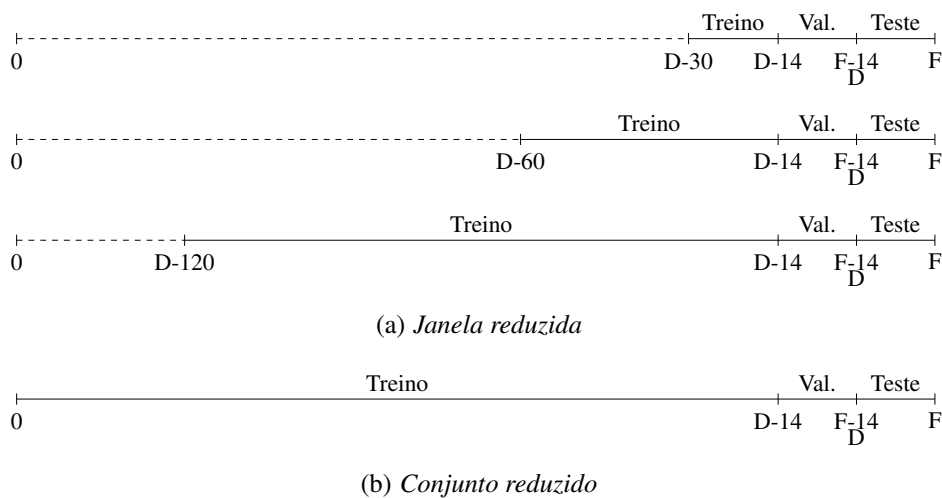 Treino Val. Teste
0 D-30 D-14 F-14 F
D
Treino Val. Teste
0 D-60 D-14 F-14 F
D
Treino Val. Teste
0 D-120 D-14 F-14 F
D
(a) Janela reduzida
Treino Val. Teste
0 D-14 F-14 F
D
(b) Conjunto reduzido